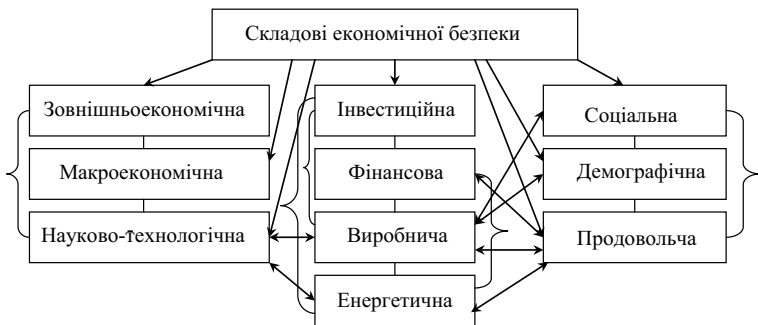 Складові економічної безпеки
Зовнішньоекономічна
Інвестиційна
Соціальна
Макроекономічна
Фінансова
Демографічна
Науково-технологічна
Виробнича
Продовольча
Енергетична